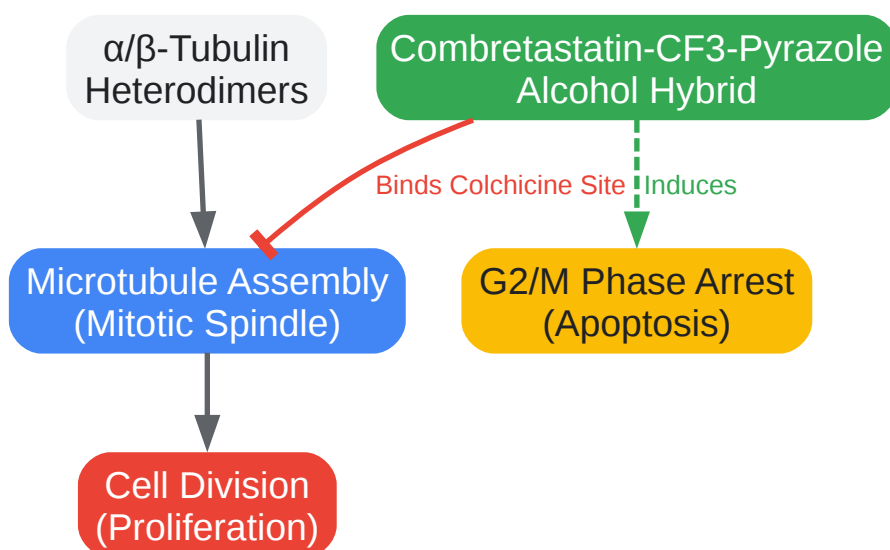 α/β-Tubulin
Heterodimers
Combretastatin-CF3-Pyrazole
Alcohol Hybrid
Binds Colchicine Site
Induces
Microtubule Assembly
(Mitotic Spindle)
G2/M Phase Arrest
(Apoptosis)
Cell Division
(Proliferation)